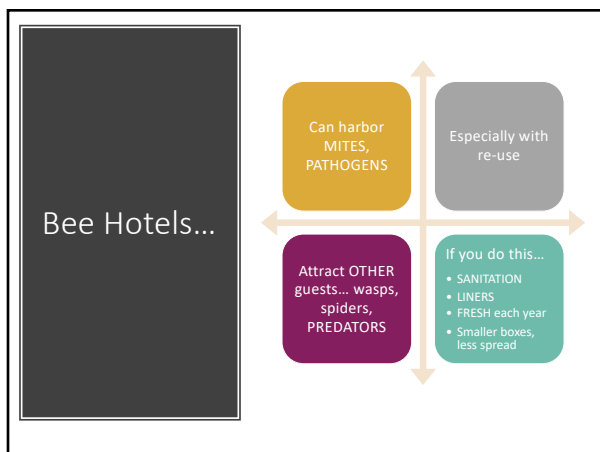 Bee Hotels…
Can harbor
MITES,
PATHOGENS
Especially with
re-use
Attract OTHER
guests… wasps,
spiders,
PREDATORS
If you do this…
• SANITATION
• LINERS
• FRESH each year
• Smaller boxes,
less spread